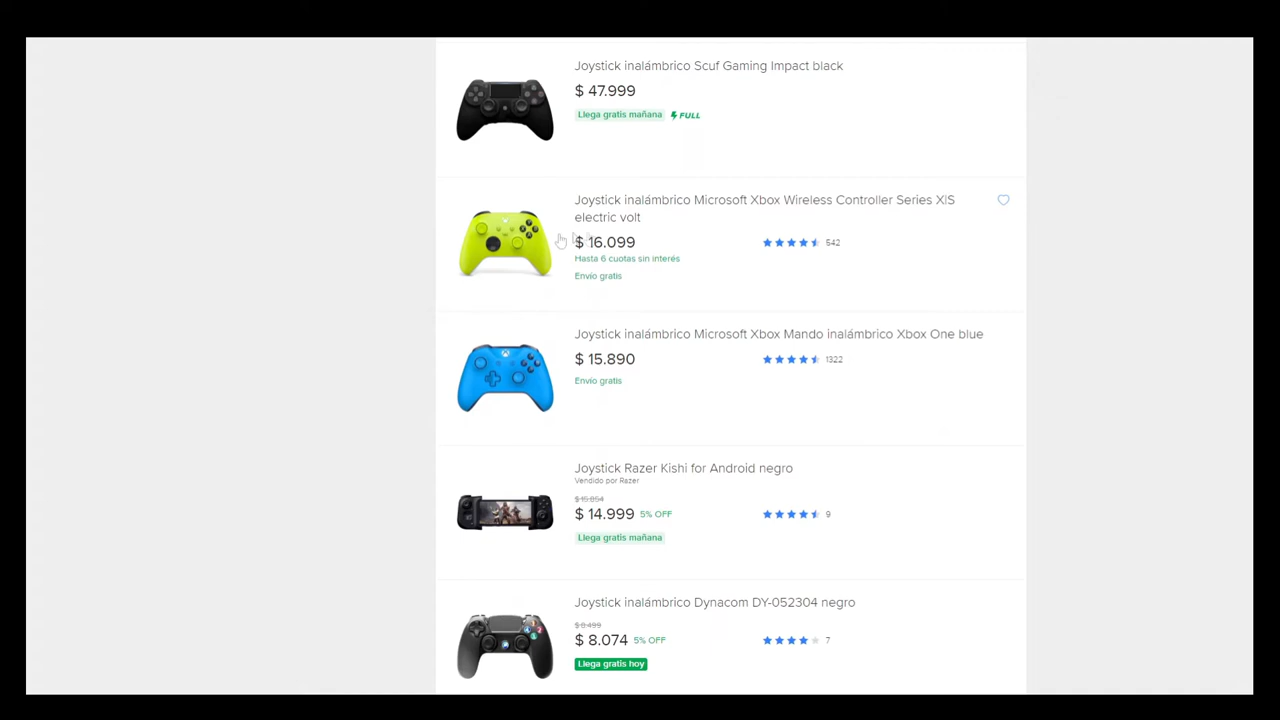 Joystick inalámbrico Scuf Gaming Impact black
$ 47.999
Llega gratis mañana FULL
Joystick inalámbrico Microsoft Xbox Wireless Controller Series X|S
electric volt
$ 16.099 542
Hasta 6 cuotas sin interés
Envío gratis
Joystick inalámbrico Microsoft Xbox Mando inalámbrico Xbox One blue
$ 15.890 1322
Envío gratis
Joystick Razer Kishi for Android negro
Vendido por Razer
$ 15.854
$ 14.999 5% OFF 9
Llega gratis mañana
Joystick inalámbrico Dynacom DY-052304 negro
$ 8.499
$ 8.074 5% OFF 7
Llega gratis hoy